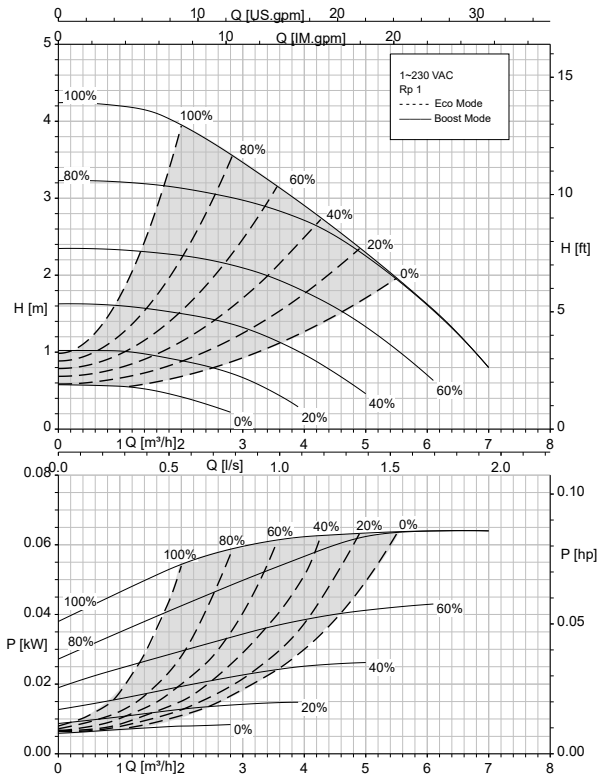 0 10 Q [US.gpm] 20 30
0 10 Q [IM.gpm] 20
5
1~230 VAC
Rp 1
Eco Mode
Boost Mode
15
100%
100%
4
80%
80%
60%
3
10
40%
20%
H [ft]
0%
2
H [m]
5
1
60%
40%
20%
0%
0 0
0 1 Q [m³/h] 2 3 4 5 6 7 8
0.0 0.5 Q [l/s] 1.0 1.5 2.0
0.08
0.10
100% 80% 60% 40% 20% 0%
0.06
P [hp]
100%
0.05
60%
0.04
80%
P [kW]
40%
0.02
20%
0%
0.00 0.00
0 1 Q [m³/h] 2 3 4 5 6 7 8